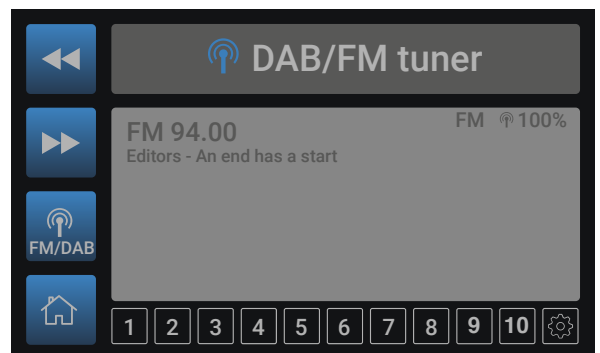 DAB/FM tuner
FM 94.00
FM 100%
Editors - An end has a start
FM/DAB
1 2 3 4 5 6 7 8 9 10